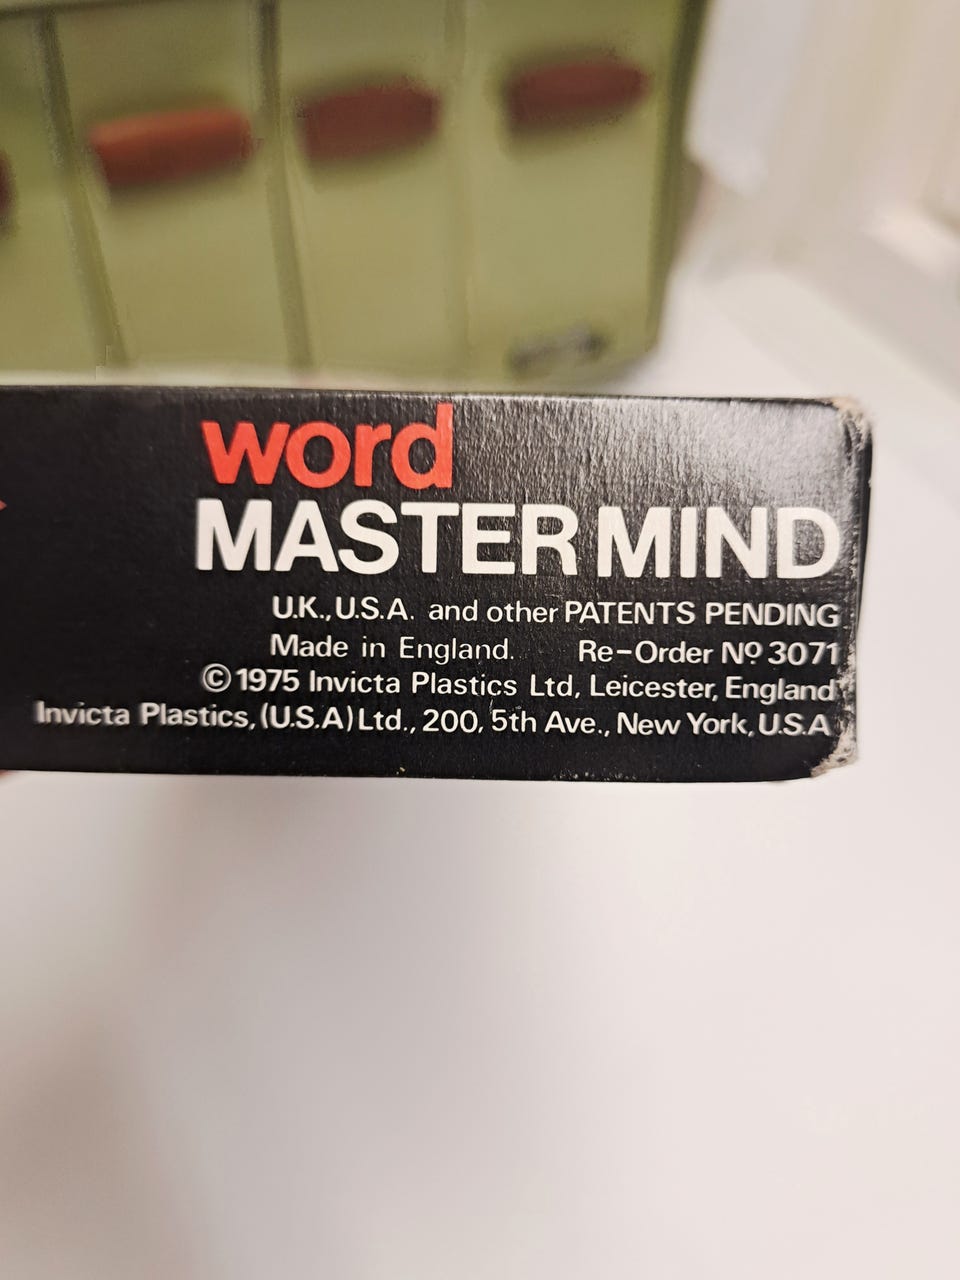 word
MASTER MIND
U.K., U.S.A. and other PATENTS PENDING
Made in England. Re-Order Nº 3071
© 1975 Invicta Plastics Ltd, Leicester, England
Invicta Plastics, (U.S.A) Ltd., 200, 5th Ave., New York, U.S.A